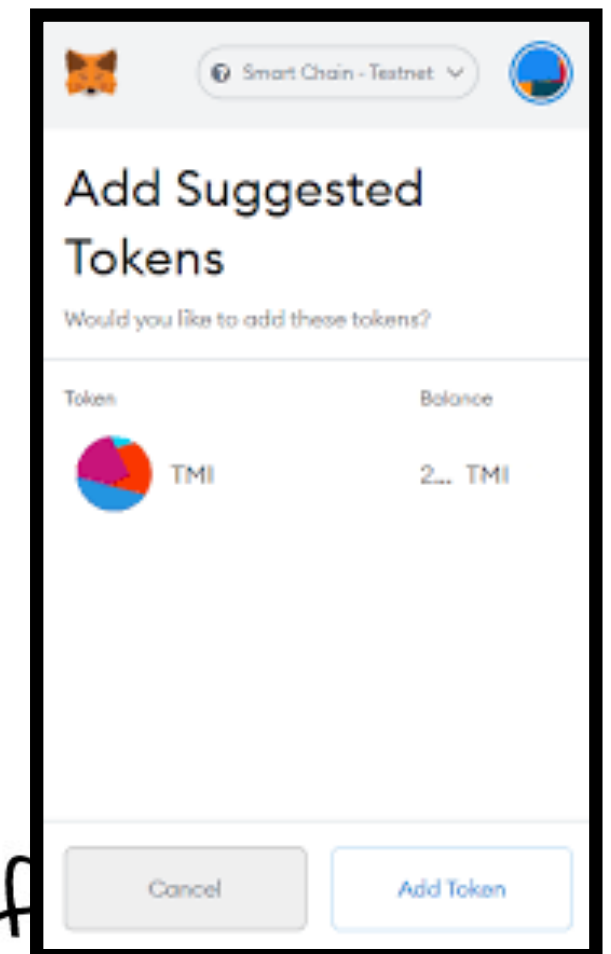 Smart Chain - Testnet
Add Suggested
Tokens
Would you like to add these tokens?
Token Balance
TMI 2... TMI
Cancel Add Token